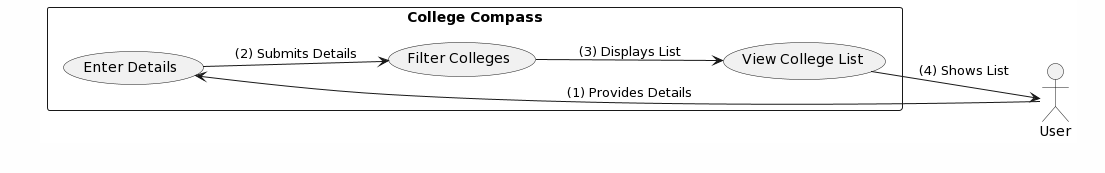 College Compass
(2) Submits Details
(3) Displays List
Enter Details
Filter Colleges
View College List
(4) Shows List
(1) Provides Details
User